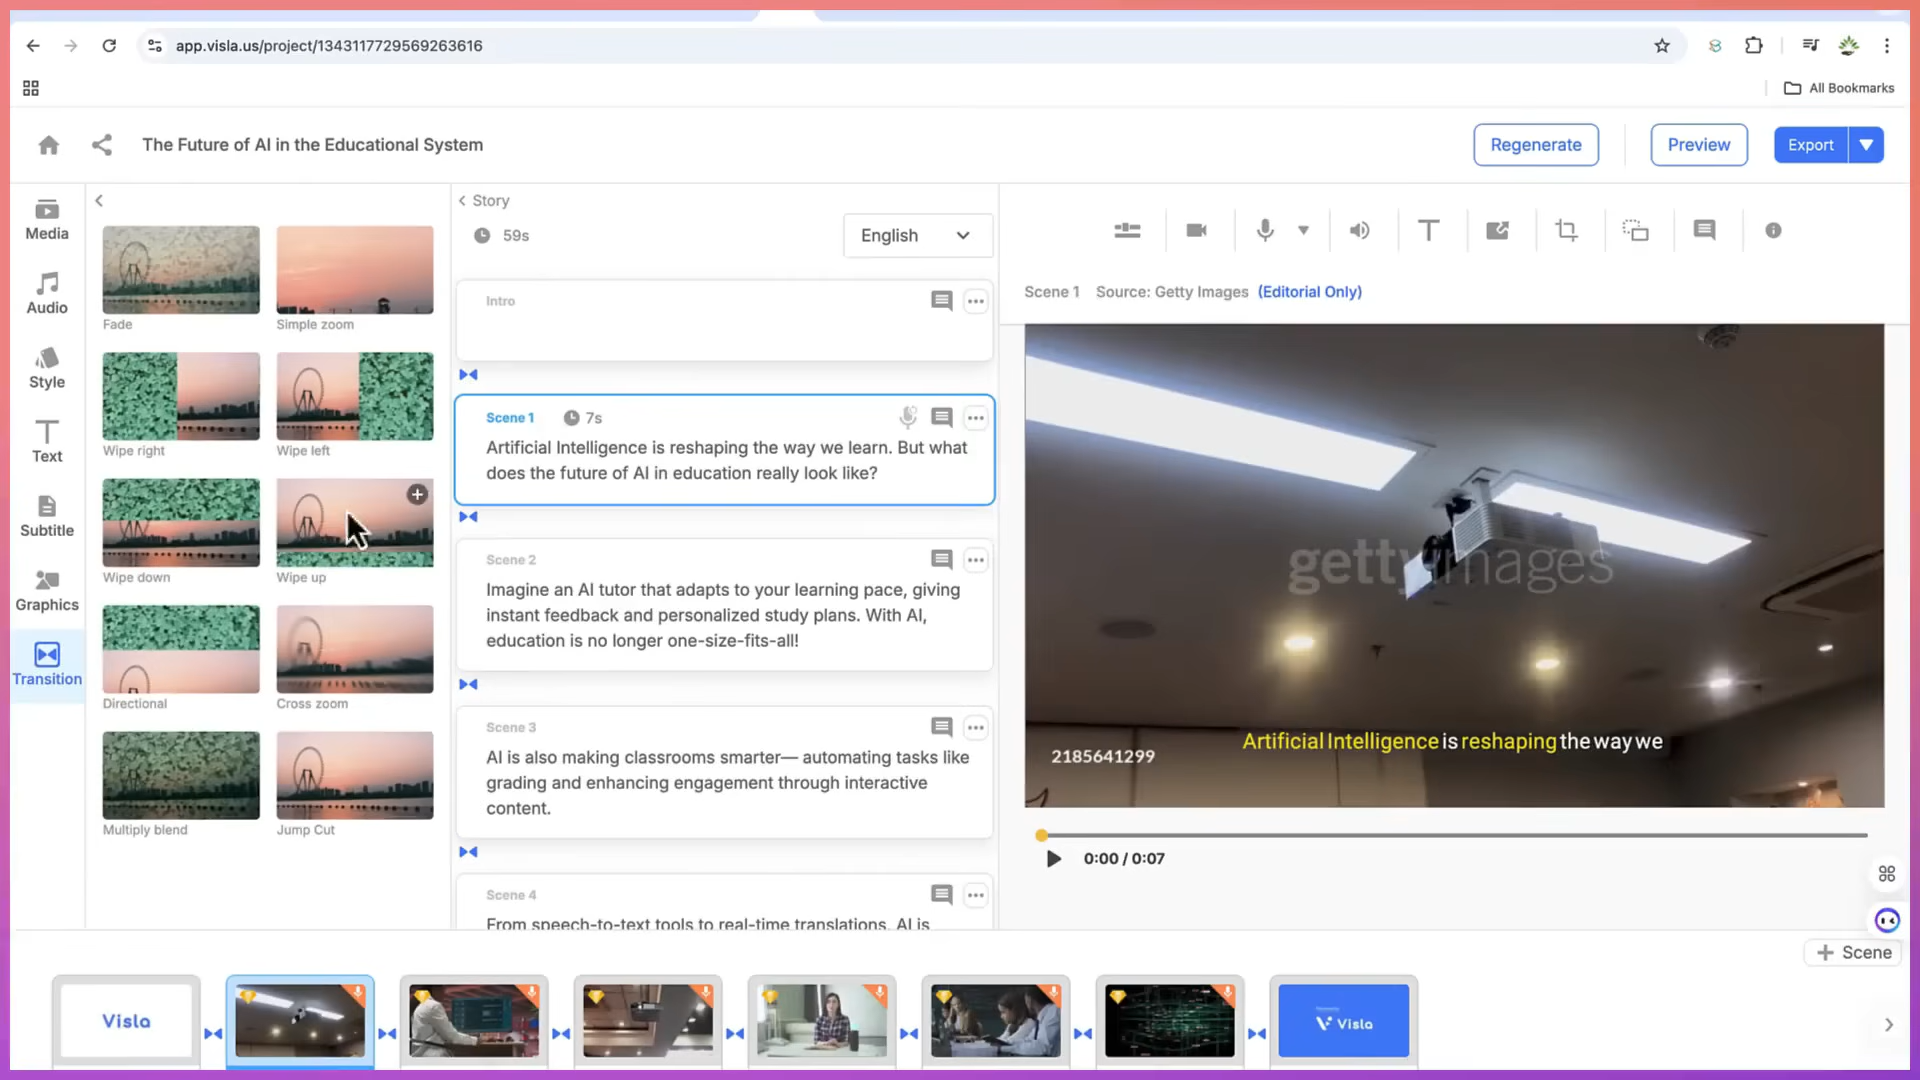 app.visla.us/project/1343117729569263616
All Bookmarks
The Future of AI in the Educational System
Regenerate
Preview
Export
Media
Audio
Style
Text
Subtitle
Graphics
Transition
Fade
Simple zoom
Wipe right
Wipe left
Wipe down
Wipe up
Directional
Cross zoom
Multiply blend
Jump Cut
Story
59s
English
Intro
Scene 1
7s
Artificial Intelligence is reshaping the way we learn. But what
does the future of AI in education really look like?
Scene 2
Imagine an AI tutor that adapts to your learning pace, giving
instant feedback and personalized study plans. With AI,
education is no longer one-size-fits-all!
Scene 3
AI is also making classrooms smarter— automating tasks like
grading and enhancing engagement through interactive
content.
Scene 4
From speech-to-text tools to real-time translations, AI is
Scene 1 Source: Getty Images (Editorial Only)
gettyimages
2185641299
Artificial Intelligence is reshaping the way we
0:00 / 0:07
Scene
Visla
Visla